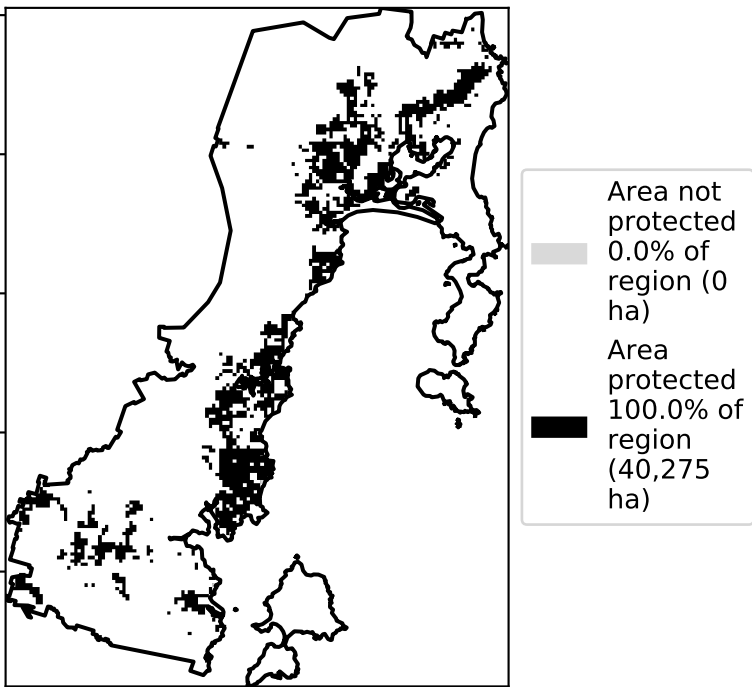 Area not
protected
0.0% of
region (0
ha)
Area
protected
100.0% of
region
(40,275
ha)